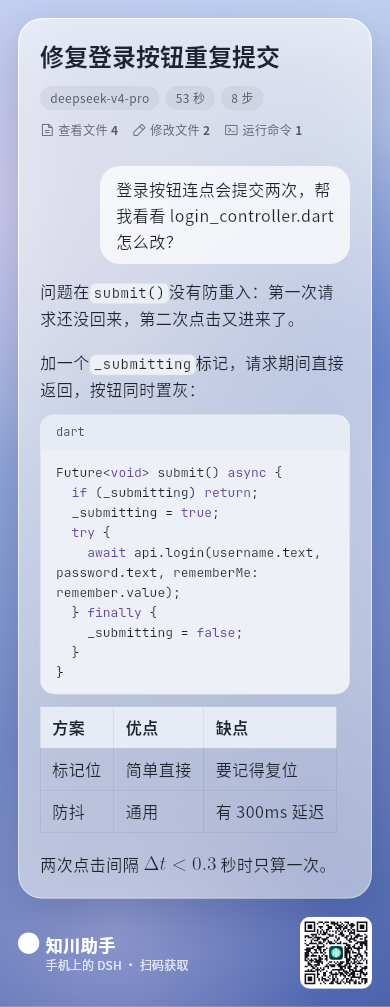 修复登录按钮重复提交
deepseek-v4-pro 53 秒 8 步
查看文件 4 修改文件 2 运行命令 1
登录按钮连点会提交两次，帮
我看看 login_controller.dart
怎么改？
问题在 submit() 没有防重入：第一次请
求还没回来，第二次点击又进来了。
加一个 _submitting 标记，请求期间直接
返回，按钮同时置灰：
dart
Future<void> submit() async {
  if (_submitting) return;
  _submitting = true;
  try {
    await api.login(username.text,
password.text, rememberMe:
remember.value);
  } finally {
    _submitting = false;
  }
}
方案 优点 缺点
标记位 简单直接 要记得复位
防抖 通用 有 300ms 延迟
两次点击间隔 Δt < 0.3 秒时只算一次。
知川助手
手机上的 DSH · 扫码获取